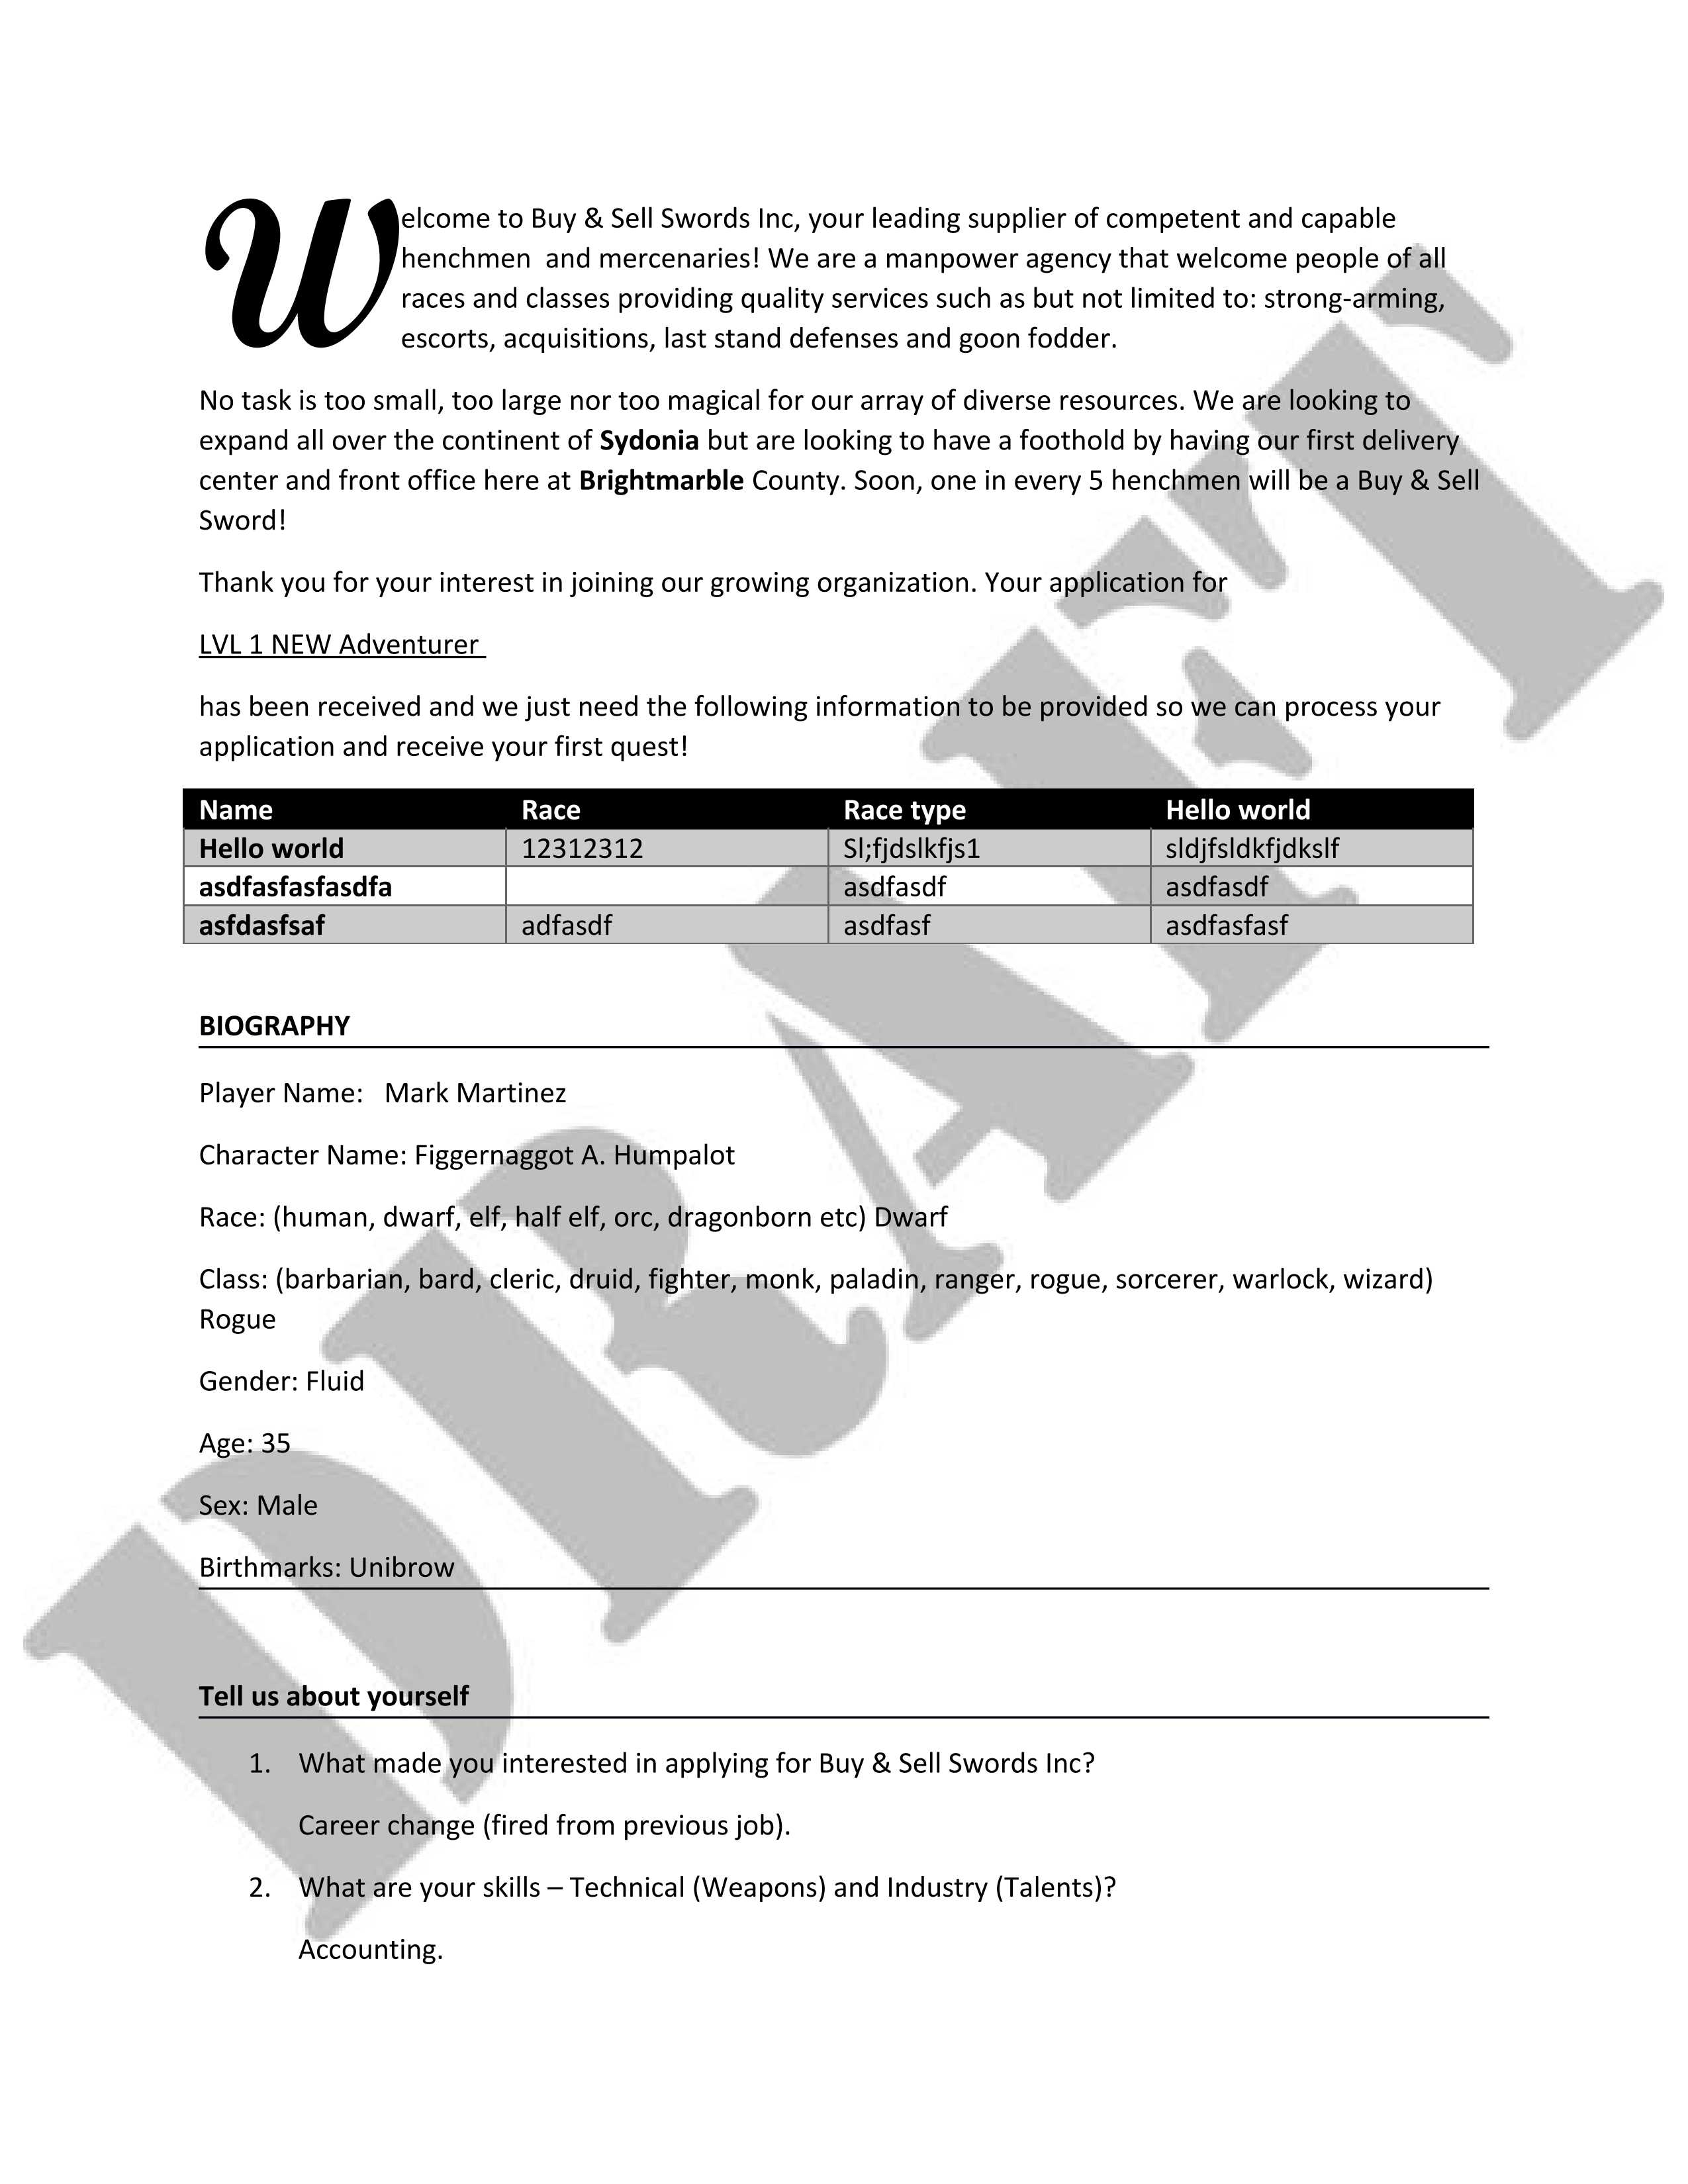 Welcome to Buy & Sell Swords Inc, your leading supplier of competent and capable
henchmen  and mercenaries! We are a manpower agency that welcome people of all
races and classes providing quality services such as but not limited to: strong-arming,
escorts, acquisitions, last stand defenses and goon fodder.
No task is too small, too large nor too magical for our array of diverse resources. We are looking to
expand all over the continent of Sydonia but are looking to have a foothold by having our first delivery
center and front office here at Brightmarble County. Soon, one in every 5 henchmen will be a Buy & Sell
Sword!
Thank you for your interest in joining our growing organization. Your application for
LVL 1 NEW Adventurer
has been received and we just need the following information to be provided so we can process your
application and receive your first quest!
Name Race Race type Hello world
Hello world 12312312 Sl;fjdslkfjs1 sldjfsldkfjdkslf
asdfasfasfasdfa asdfasdf asdfasdf
asfdasfsaf adfasdf asdfasf asdfasfasf
BIOGRAPHY
Player Name:   Mark Martinez
Character Name: Figgernaggot A. Humpalot
Race: (human, dwarf, elf, half elf, orc, dragonborn etc) Dwarf
Class: (barbarian, bard, cleric, druid, fighter, monk, paladin, ranger, rogue, sorcerer, warlock, wizard)
Rogue
Gender: Fluid
Age: 35
Sex: Male
Birthmarks: Unibrow
Tell us about yourself
1. What made you interested in applying for Buy & Sell Swords Inc?
Career change (fired from previous job).
2. What are your skills – Technical (Weapons) and Industry (Talents)?
Accounting.
DRAFT